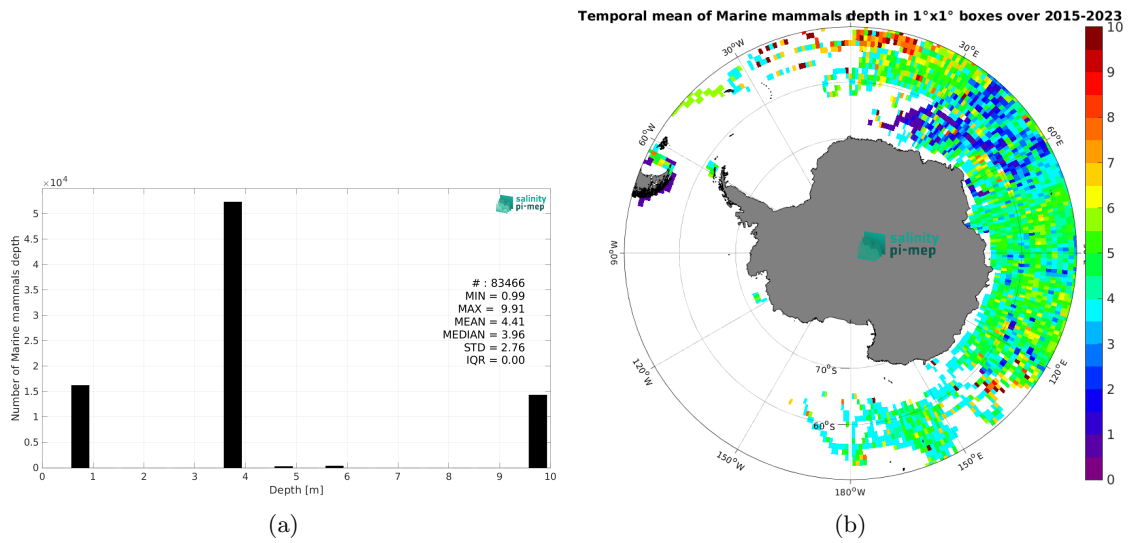 Temporal mean of Marine mammals depth in 1°x1° boxes over 2015-2023
×10⁴
5
4.5
4
3.5
3
2.5
2
1.5
1
0.5
0
Number of Marine mammals depth
salinity
pi-mep
# : 83466
MIN = 0.99
MAX = 9.91
MEAN = 4.41
MEDIAN = 3.96
STD = 2.76
IQR = 0.00
0 1 2 3 4 5 6 7 8 9 10
Depth [m]
(a)
30°W
30°E
60°W
60°E
90°W
120°W
120°E
150°W
150°E
180°W
70°S
60°S
salinity
pi-mep
10
9
8
7
6
5
4
3
2
1
0
(b)